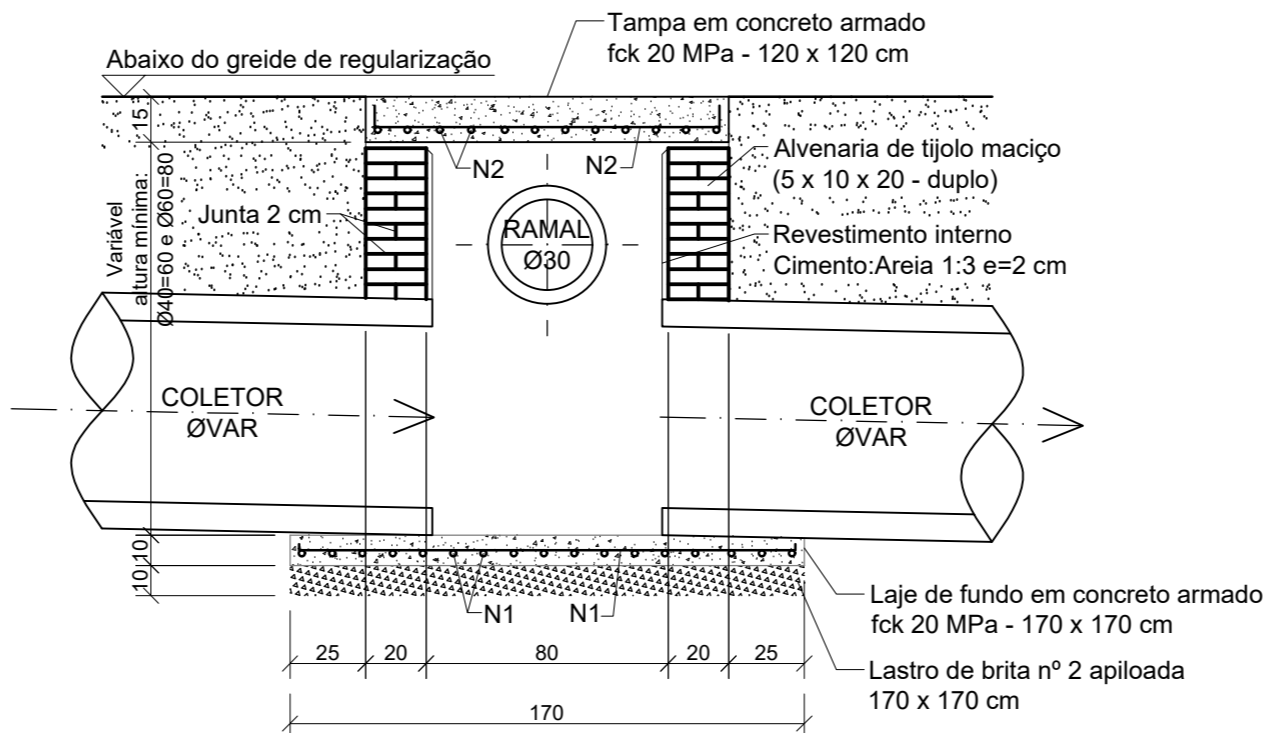 Tampa em concreto armado
fck 20 MPa - 120 x 120 cm
Abaixo do greide de regularização
15
N2
N2
Alvenaria de tijolo maciço
(5 x 10 x 20 - duplo)
Variável
altura mínima:
Ø40=60 e Ø60=80
Junta 2 cm
RAMAL
Ø30
Revestimento interno
Cimento:Areia 1:3 e=2 cm
COLETOR
ØVAR
COLETOR
ØVAR
10
10
N1
N1
Laje de fundo em concreto armado
fck 20 MPa - 170 x 170 cm
25
20
80
20
25
Lastro de brita nº 2 apiloada
170 x 170 cm
170